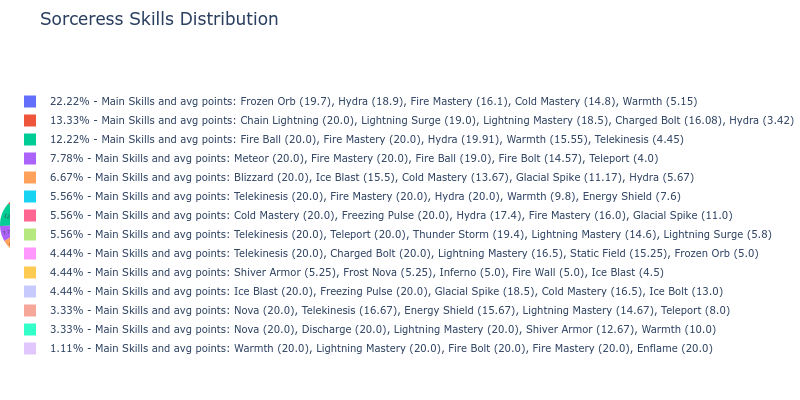 Sorceress Skills Distribution
22.22% - Main Skills and avg points: Frozen Orb (19.7), Hydra (18.9), Fire Mastery (16.1), Cold Mastery (14.8), Warmth (5.15)
13.33% - Main Skills and avg points: Chain Lightning (20.0), Lightning Surge (19.0), Lightning Mastery (18.5), Charged Bolt (16.08), Hydra (3.42)
12.22% - Main Skills and avg points: Fire Ball (20.0), Fire Mastery (20.0), Hydra (19.91), Warmth (15.55), Telekinesis (4.45)
7.78% - Main Skills and avg points: Meteor (20.0), Fire Mastery (20.0), Fire Ball (19.0), Fire Bolt (14.57), Teleport (4.0)
6.67% - Main Skills and avg points: Blizzard (20.0), Ice Blast (15.5), Cold Mastery (13.67), Glacial Spike (11.17), Hydra (5.67)
5.56% - Main Skills and avg points: Telekinesis (20.0), Fire Mastery (20.0), Hydra (20.0), Warmth (9.8), Energy Shield (7.6)
5.56% - Main Skills and avg points: Cold Mastery (20.0), Freezing Pulse (20.0), Hydra (17.4), Fire Mastery (16.0), Glacial Spike (11.0)
5.56% - Main Skills and avg points: Telekinesis (20.0), Teleport (20.0), Thunder Storm (19.4), Lightning Mastery (14.6), Lightning Surge (5.8)
4.44% - Main Skills and avg points: Telekinesis (20.0), Charged Bolt (20.0), Lightning Mastery (16.5), Static Field (15.25), Frozen Orb (5.0)
4.44% - Main Skills and avg points: Shiver Armor (5.25), Frost Nova (5.25), Inferno (5.0), Fire Wall (5.0), Ice Blast (4.5)
4.44% - Main Skills and avg points: Ice Blast (20.0), Freezing Pulse (20.0), Glacial Spike (18.5), Cold Mastery (16.5), Ice Bolt (13.0)
3.33% - Main Skills and avg points: Nova (20.0), Telekinesis (16.67), Energy Shield (15.67), Lightning Mastery (14.67), Teleport (8.0)
3.33% - Main Skills and avg points: Nova (20.0), Discharge (20.0), Lightning Mastery (20.0), Shiver Armor (12.67), Warmth (10.0)
1.11% - Main Skills and avg points: Warmth (20.0), Lightning Mastery (20.0), Fire Bolt (20.0), Fire Mastery (20.0), Enflame (20.0)